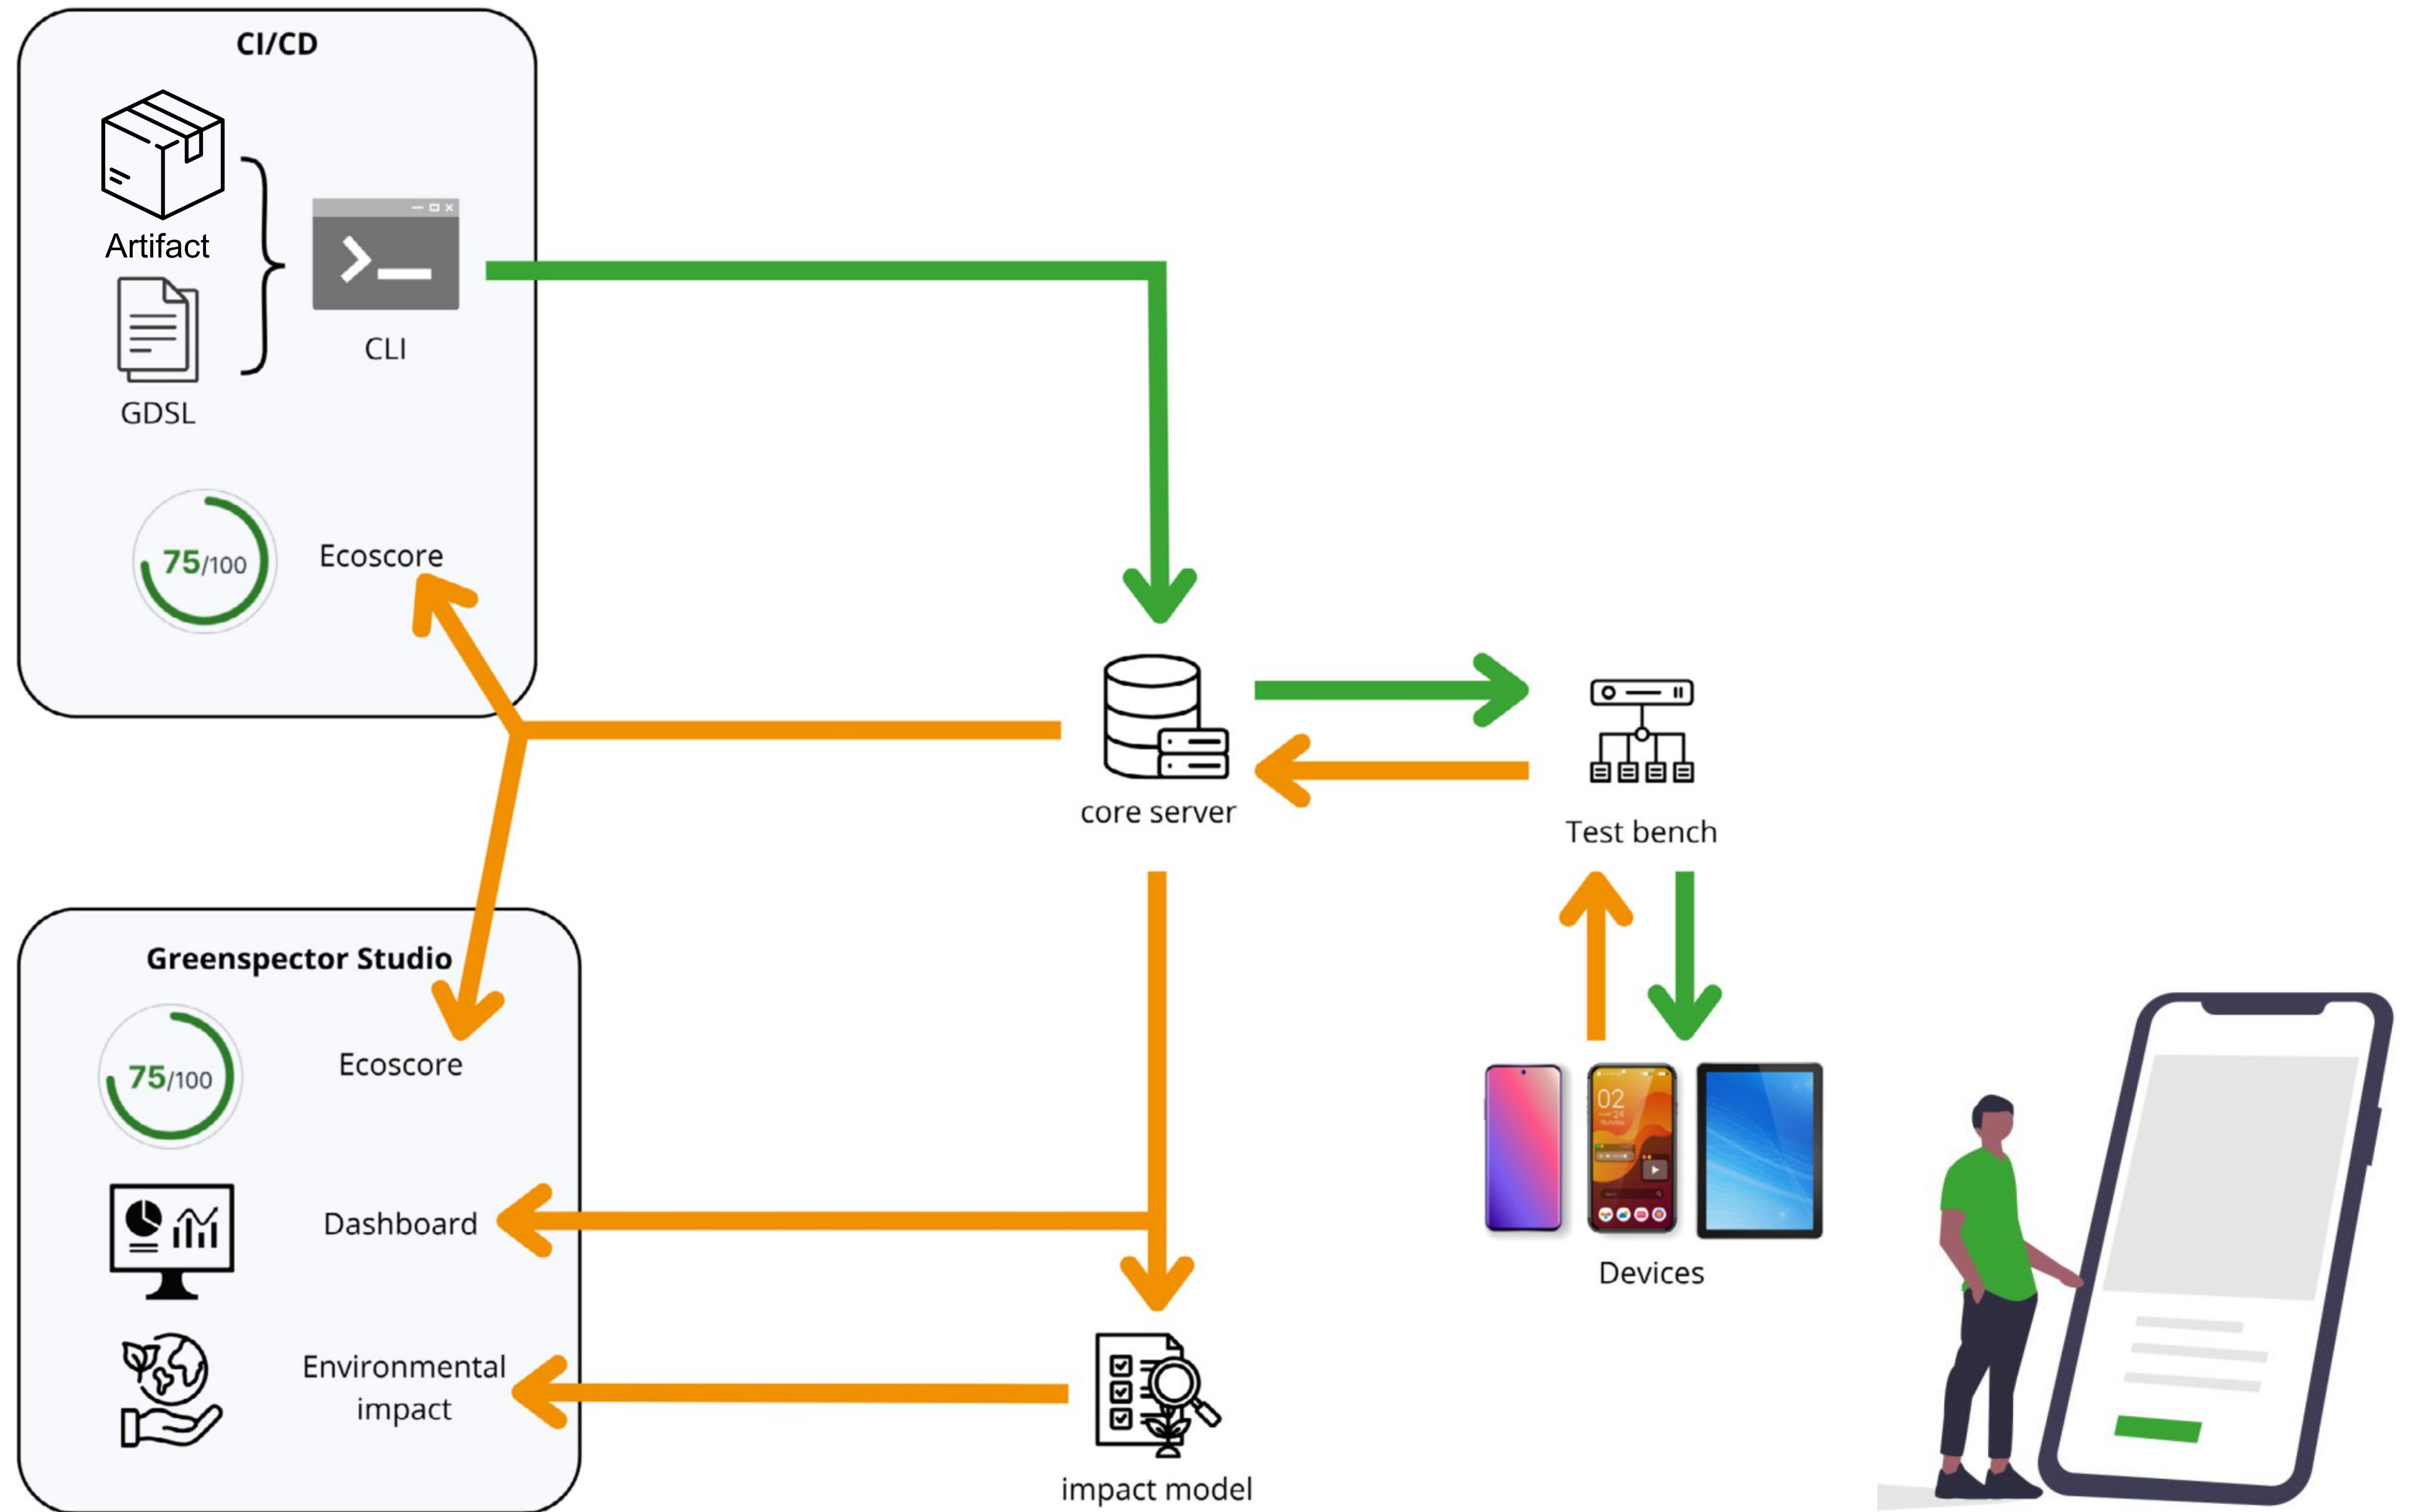 CI/CD
Artifact
GDSL
CLI
75/100
Ecoscore
core server
Test bench
Greenspector Studio
75/100
Ecoscore
Dashboard
Environmental
impact
02
Devices
impact model